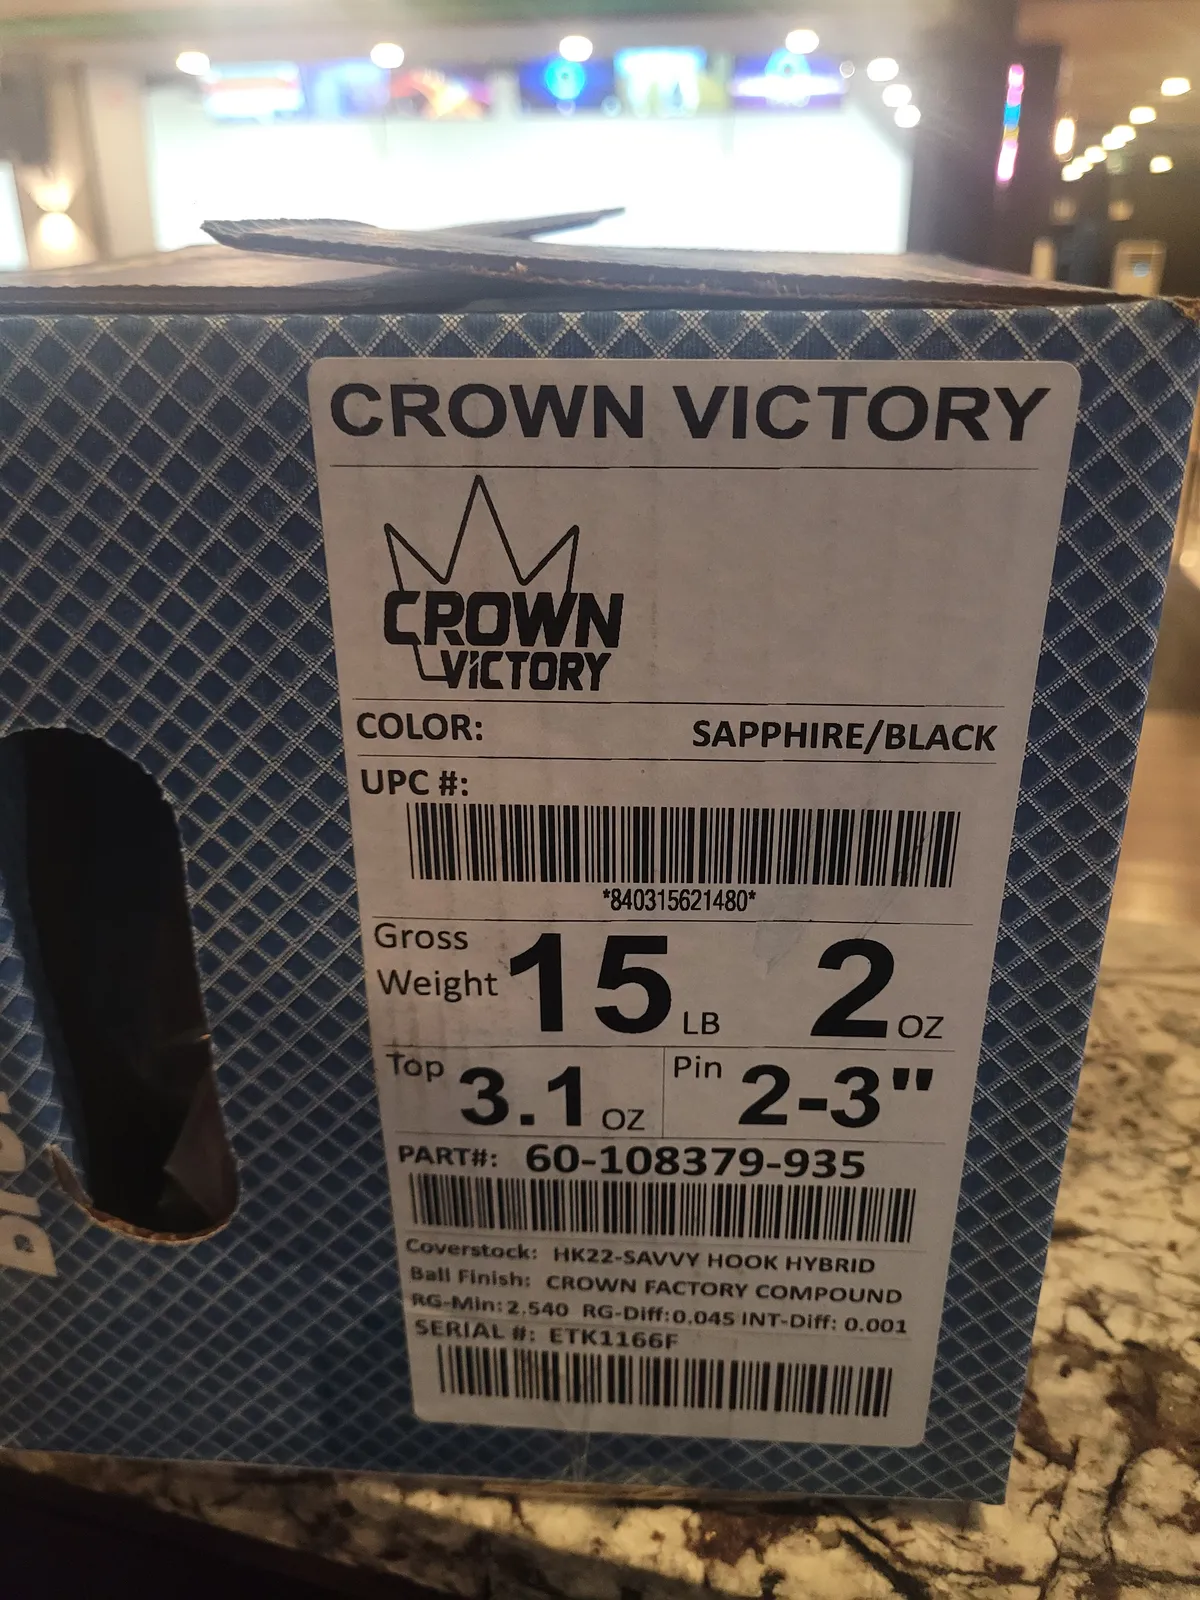 CROWN VICTORY
CROWN
VICTORY
COLOR: SAPPHIRE/BLACK
UPC #:
*840315621480*
Gross
Weight 15 LB 2 OZ
Top 3.1 OZ Pin 2-3"
PART#: 60-108379-935
Coverstock: HK22-SAVVY HOOK HYBRID
Ball Finish: CROWN FACTORY COMPOUND
RG-Min: 2.540 RG-Diff: 0.045 INT-Diff: 0.001
SERIAL #: ETK1166F